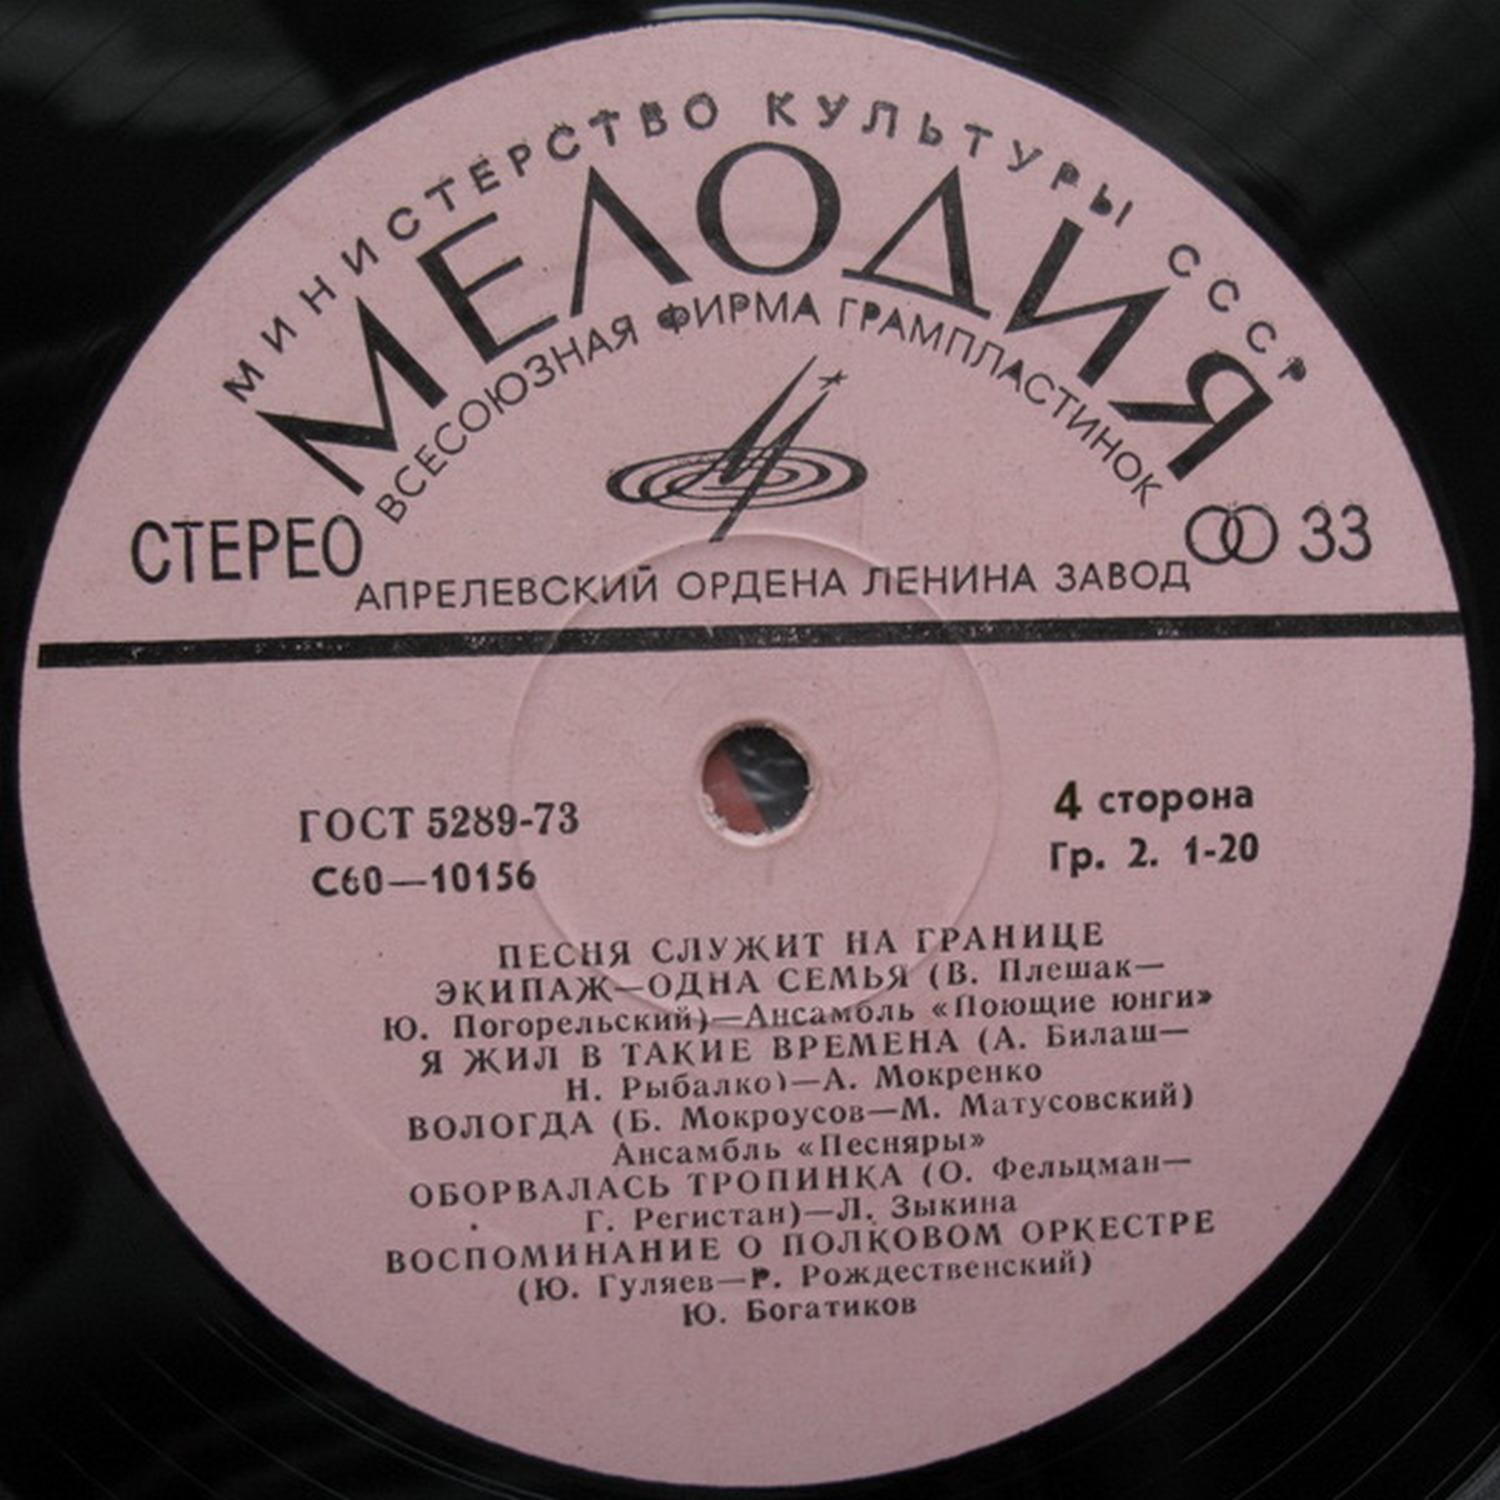 МИНИСТЕРСТВО КУЛЬТУРЫ СССР
МЕЛОДИЯ
ВСЕСОЮЗНАЯ ФИРМА ГРАМПЛАСТИНОК
СТЕРЕО
33
АПРЕЛЕВСКИЙ ОРДЕНА ЛЕНИНА ЗАВОД
ГОСТ 5289-73
С60—10156
4 сторона
Гр. 2. 1-20
ПЕСНЯ СЛУЖИТ НА ГРАНИЦЕ
ЭКИПАЖ—ОДНА СЕМЬЯ (В. Плешак—
Ю. Погорельский)—Ансамбль «Поющие юнги»
Я ЖИЛ В ТАКИЕ ВРЕМЕНА (А. Билаш—
Н. Рыбалко)—А. Мокренко
ВОЛОГДА (Б. Мокроусов—М. Матусовский)
Ансамбль «Песняры»
ОБОРВАЛАСЬ ТРОПИНКА (О. Фельцман—
Г. Регистан)—Л. Зыкина
ВОСПОМИНАНИЕ О ПОЛКОВОМ ОРКЕСТРЕ
(Ю. Гуляев—Р. Рождественский)
Ю. Богатиков